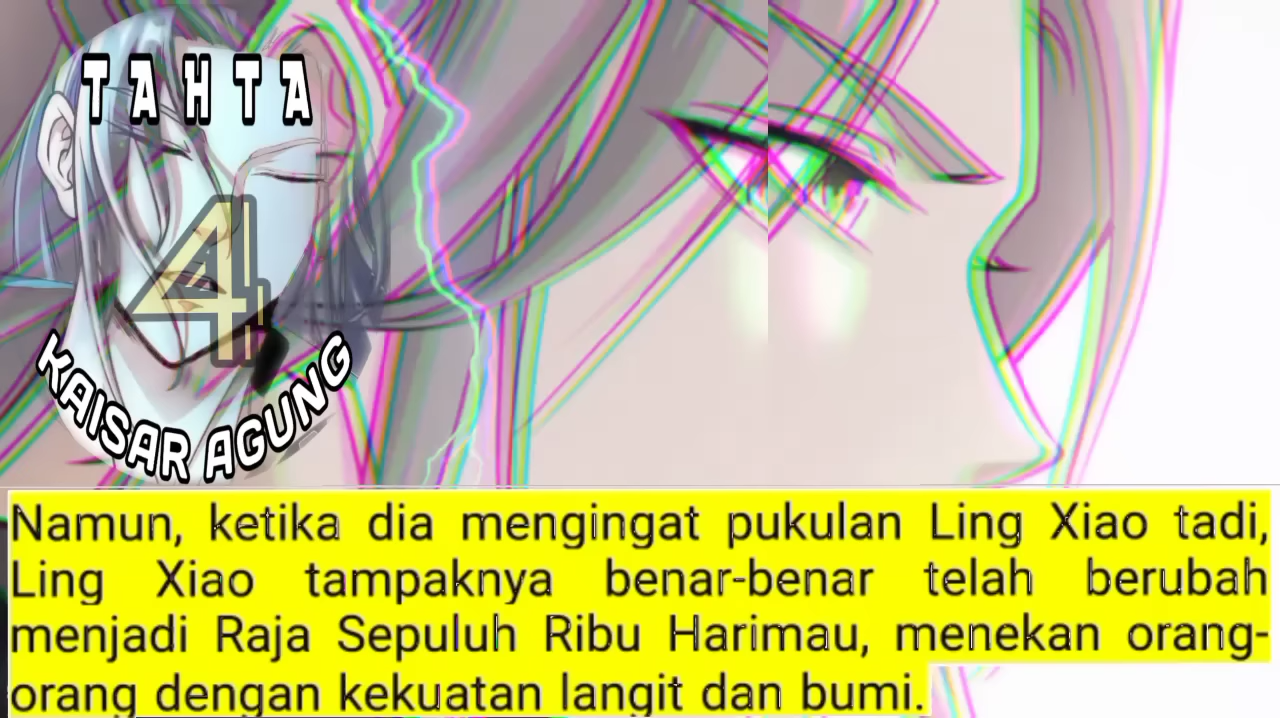 TAHTA
4
KAISAR AGUNG
Namun, ketika dia mengingat pukulan Ling Xiao tadi,
Ling Xiao tampaknya benar-benar telah berubah
menjadi Raja Sepuluh Ribu Harimau, menekan orang-
orang dengan kekuatan langit dan bumi.